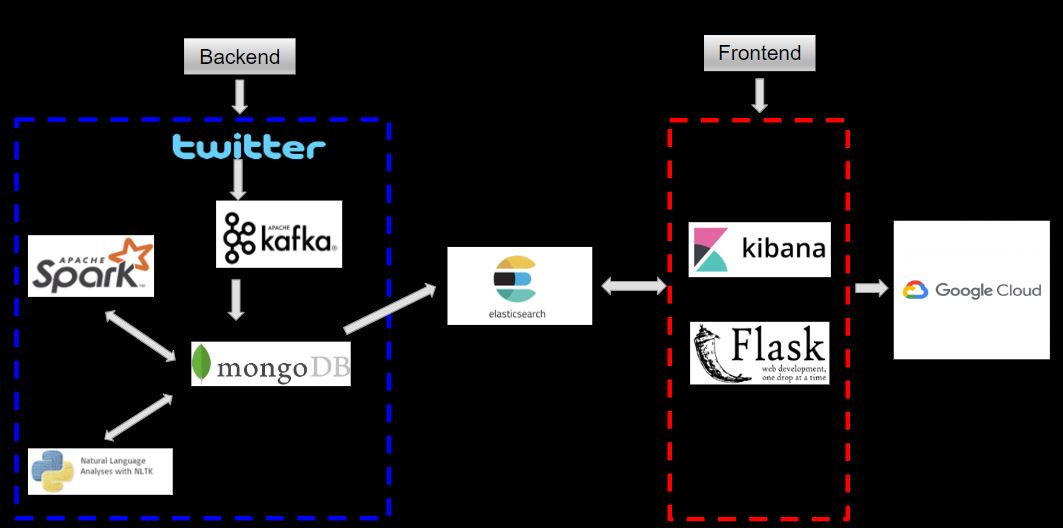 Backend
Frontend
twitter
APACHE
kafka®
APACHE
Spark™
kibana
elasticsearch
Google Cloud
mongoDB
Flask
web development,
one drop at a time
Natural Language
Analyses with NLTK